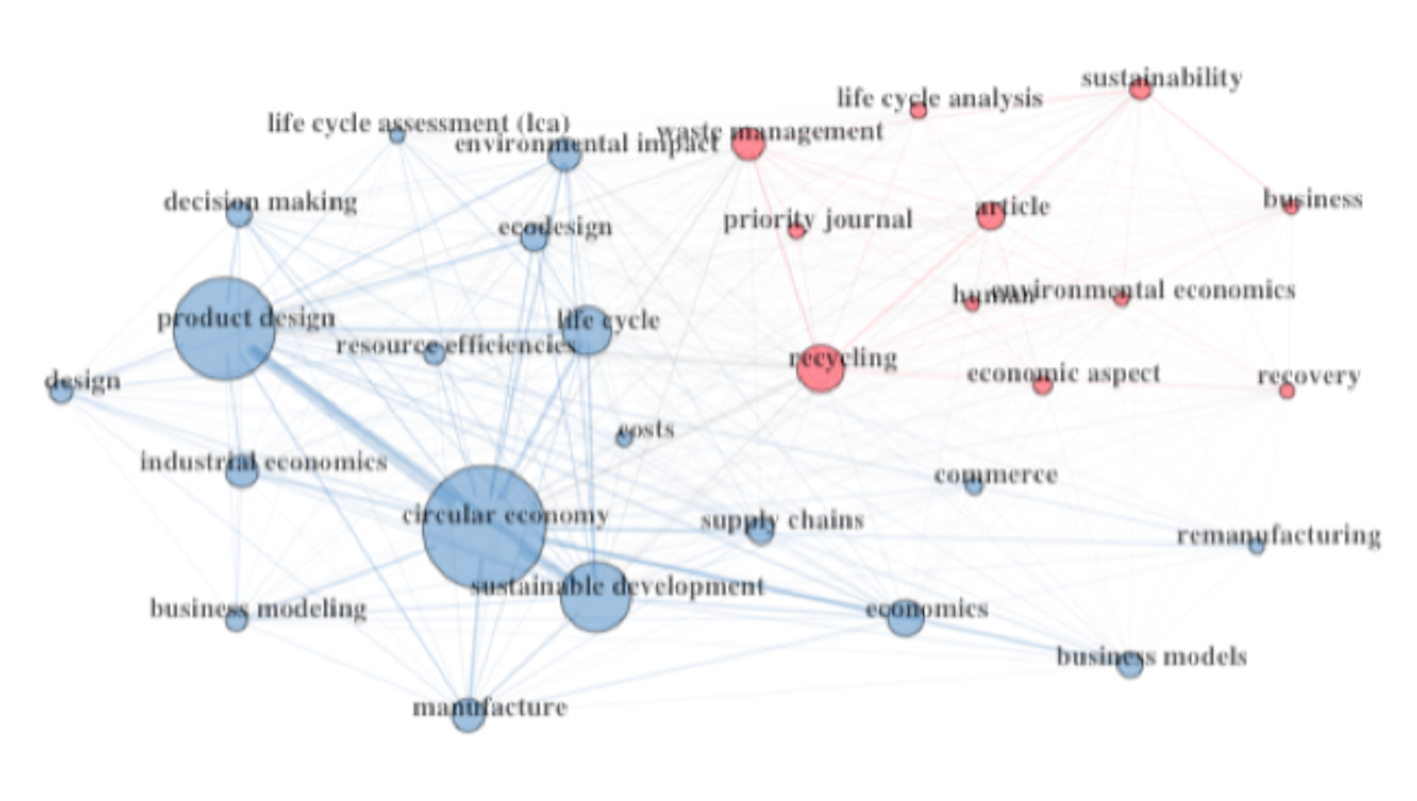 sustainability
life cycle analysis
life cycle assessment (lca)
waste management
environmental impact
decision making
business
article
priority journal
ecodesign
human
environmental economics
product design
life cycle
resource efficiencies
recycling
economic aspect
recovery
design
costs
industrial economics
commerce
circular economy
supply chains
remanufacturing
sustainable development
business modeling
economics
business models
manufacture